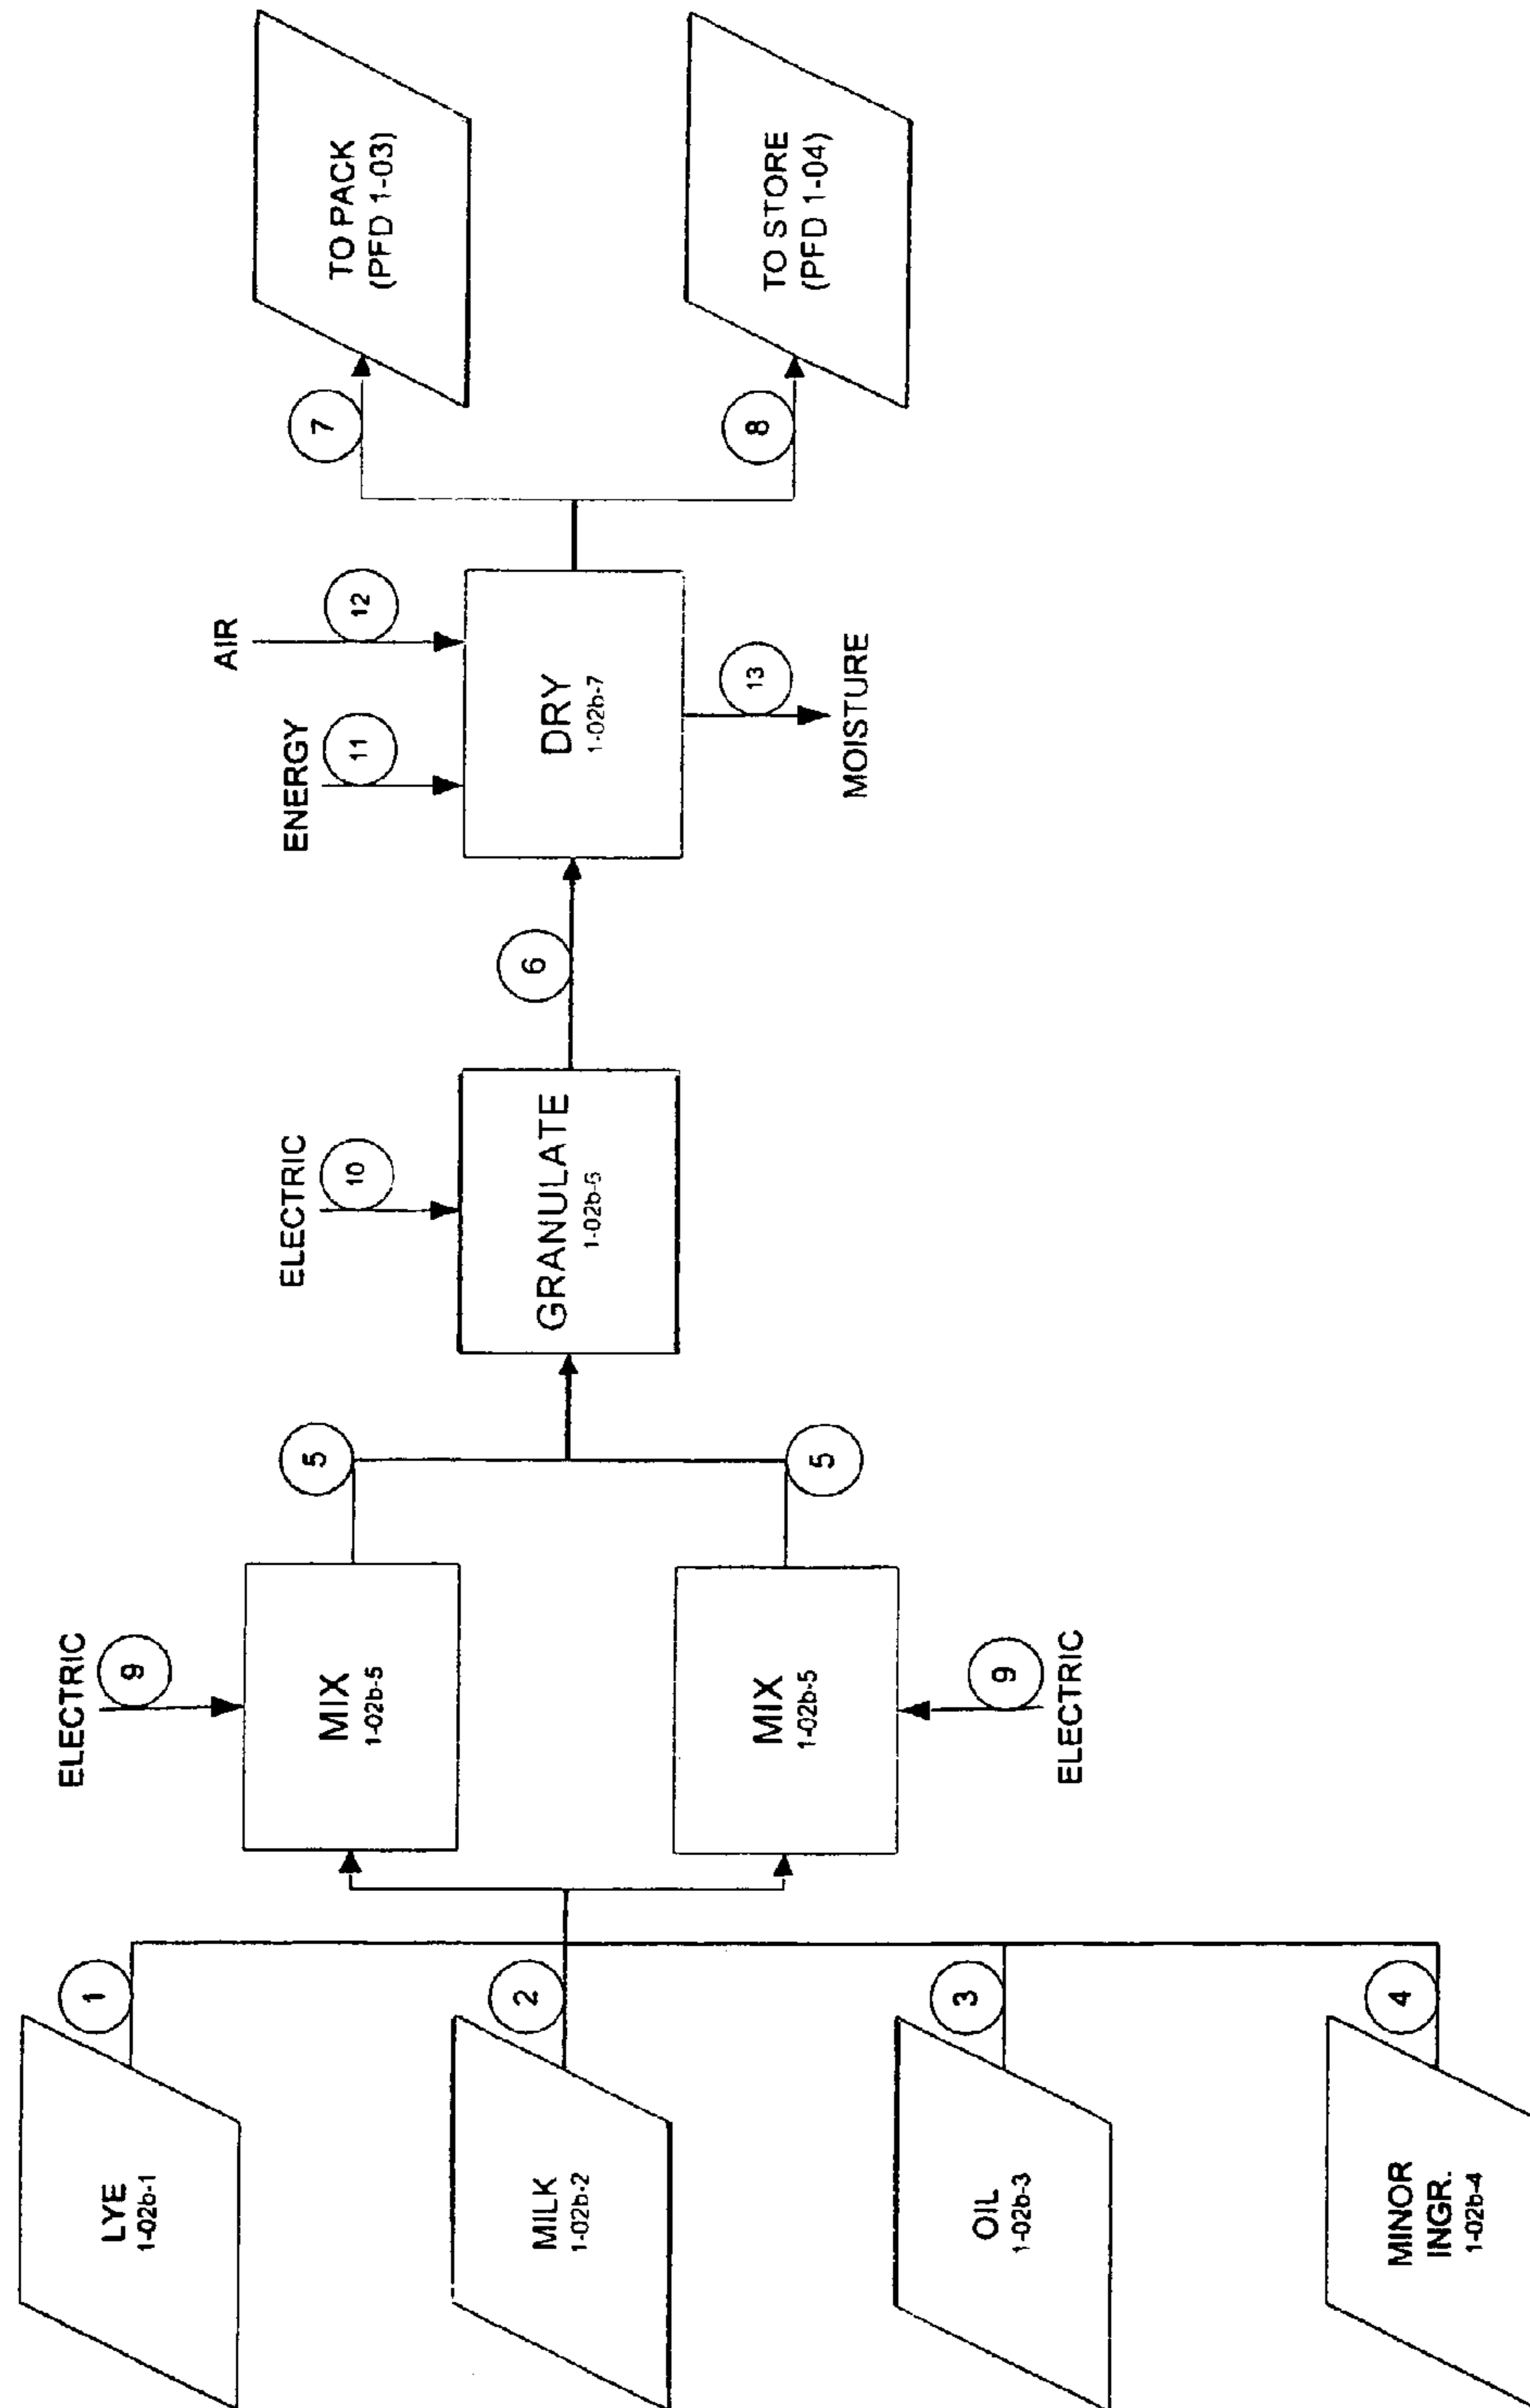 LYE
1-02b-1
1
MILK
1-02b-2
2
OIL
1-02b-3
3
MINOR
INGR.
1-02b-4
4
ELECTRIC
9
MIX
1-02b-5
5
MIX
1-02b-5
5
9
ELECTRIC
ELECTRIC
10
GRANULATE
1-02b-6
6
ENERGY
11
AIR
12
DRY
1-02b-7
13
MOISTURE
7
TO PACK
(PFD 1-03)
8
TO STORE
(PFD 1-04)